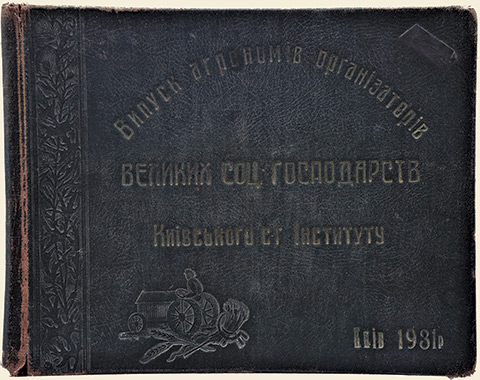 Випуск агрономів організаторів
ВЕЛИКИХ СОЦ. ГОСПОДАРСТВ
Київського с.г. Інституту
Київ 1931р